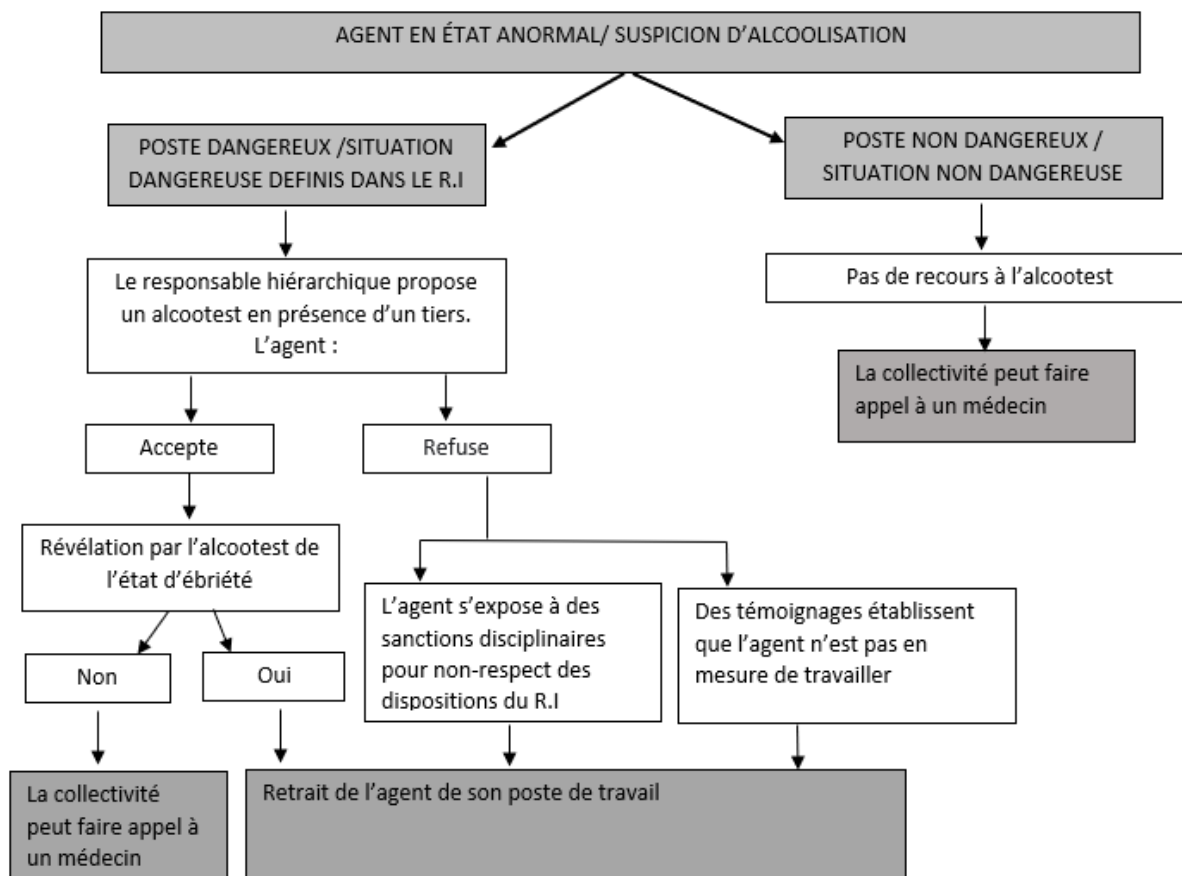 AGENT EN ÉTAT ANORMAL/ SUSPICION D’ALCOOLISATION
POSTE DANGEREUX /SITUATION
DANGEREUSE DEFINIS DANS LE R.I
POSTE NON DANGEREUX /
SITUATION NON DANGEREUSE
Le responsable hiérarchique propose
un alcootest en présence d’un tiers.
L’agent :
Pas de recours à l’alcootest
La collectivité peut faire
appel à un médecin
Accepte
Refuse
Révélation par l’alcootest de
l’état d’ébriété
L’agent s’expose à des
sanctions disciplinaires
pour non-respect des
dispositions du R.I
Des témoignages établissent
que l’agent n’est pas en
mesure de travailler
Non
Oui
La collectivité
peut faire appel à
un médecin
Retrait de l’agent de son poste de travail